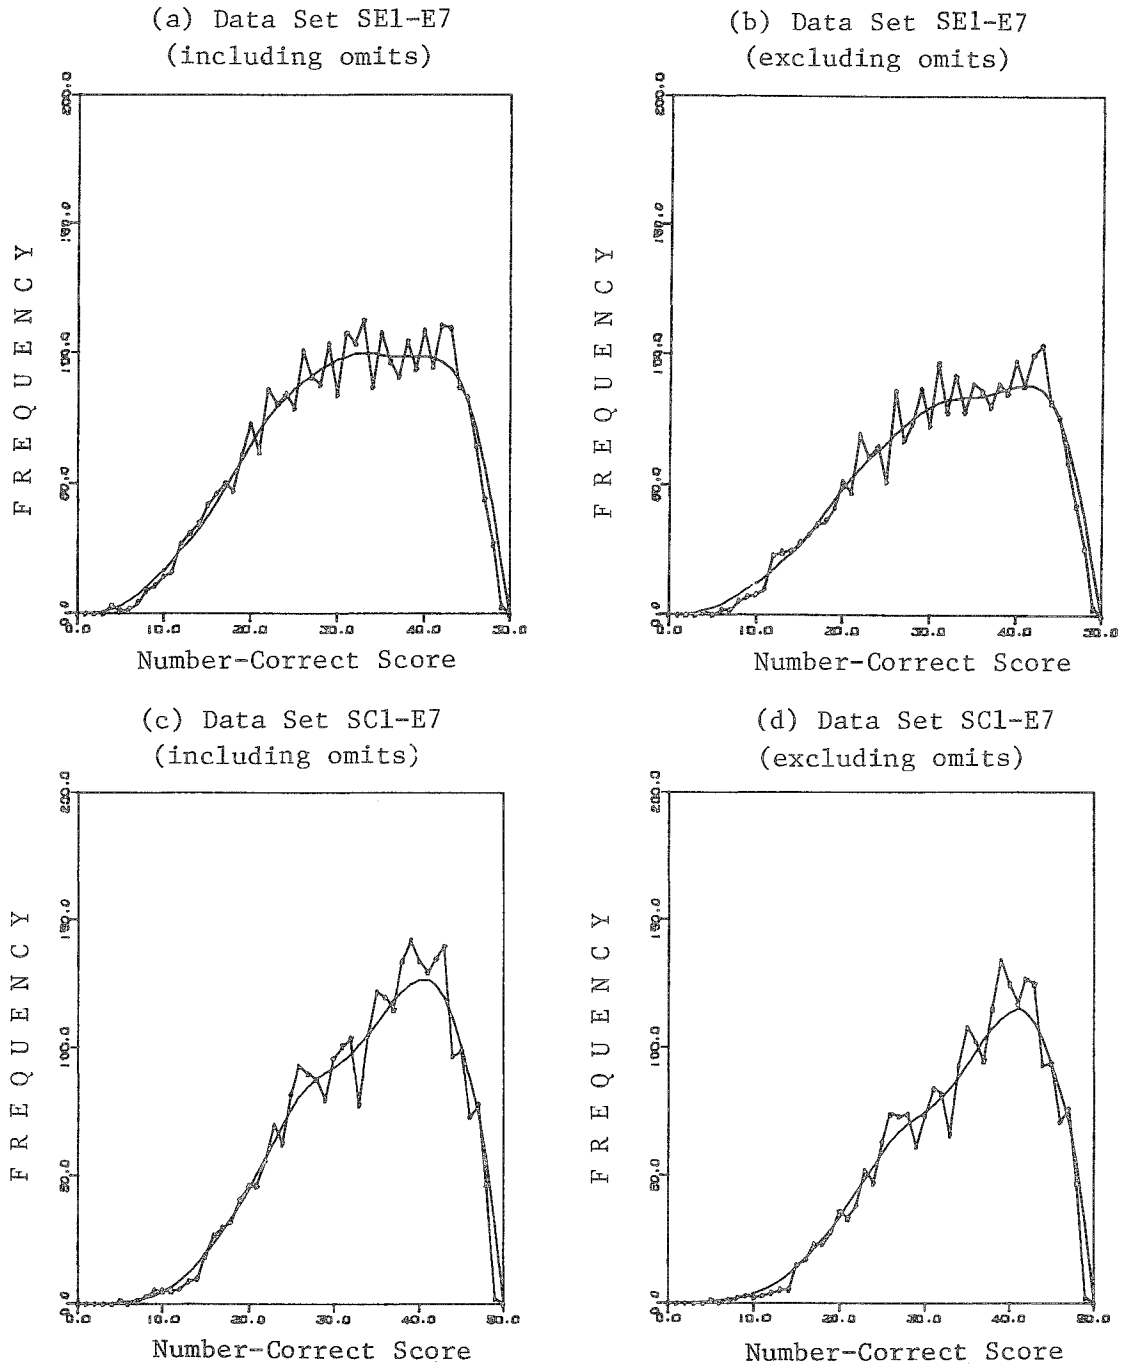 (a) Data Set SE1-E7
(including omits)
200.0
150.0
100.0
50.0
0.0
FREQUENCY
0.0 10.0 20.0 30.0 40.0 50.0
Number-Correct Score
(b) Data Set SE1-E7
(excluding omits)
200.0
150.0
100.0
50.0
0.0
FREQUENCY
0.0 10.0 20.0 30.0 40.0 50.0
Number-Correct Score
(c) Data Set SC1-E7
(including omits)
200.0
150.0
100.0
50.0
0.0
FREQUENCY
0.0 10.0 20.0 30.0 40.0 50.0
Number-Correct Score
(d) Data Set SC1-E7
(excluding omits)
200.0
150.0
100.0
50.0
0.0
FREQUENCY
0.0 10.0 20.0 30.0 40.0 50.0
Number-Correct Score